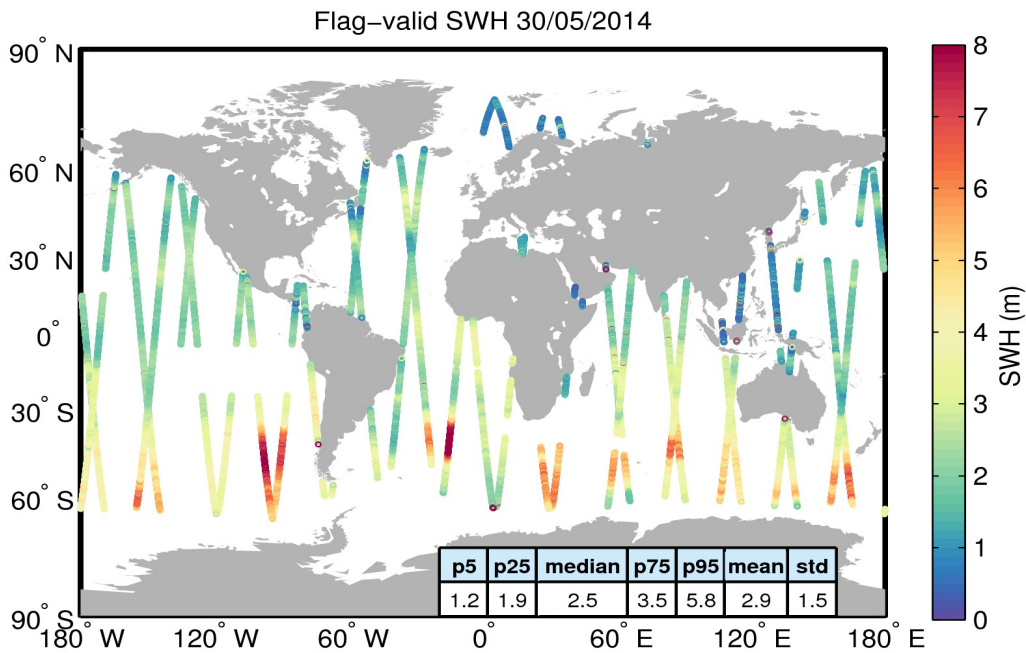 Flag−valid SWH 30/05/2014
90° N
60° N
30° N
0°
30° S
60° S
90° S
180° W
120° W
60° W
0°
60° E
120° E
180° E
p5 p25 median p75 p95 mean std
1.2 1.9 2.5 3.5 5.8 2.9 1.5
8
7
6
5
4
3
2
1
0
SWH (m)